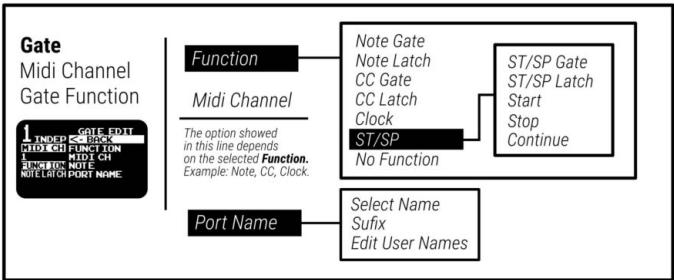 Gate
Midi Channel
Gate Function
1 GATE EDIT
INDEP <- BACK
MIDI CH FUNCTION
1 MIDI CH
FUNCTION NOTE
NOTE LATCH PORT NAME
Function
Midi Channel
The option showed
in this line depends
on the selected Function.
Example: Note, CC, Clock.
Port Name
Note Gate
Note Latch
CC Gate
CC Latch
Clock
ST/SP
No Function
ST/SP Gate
ST/SP Latch
Start
Stop
Continue
Select Name
Sufix
Edit User Names